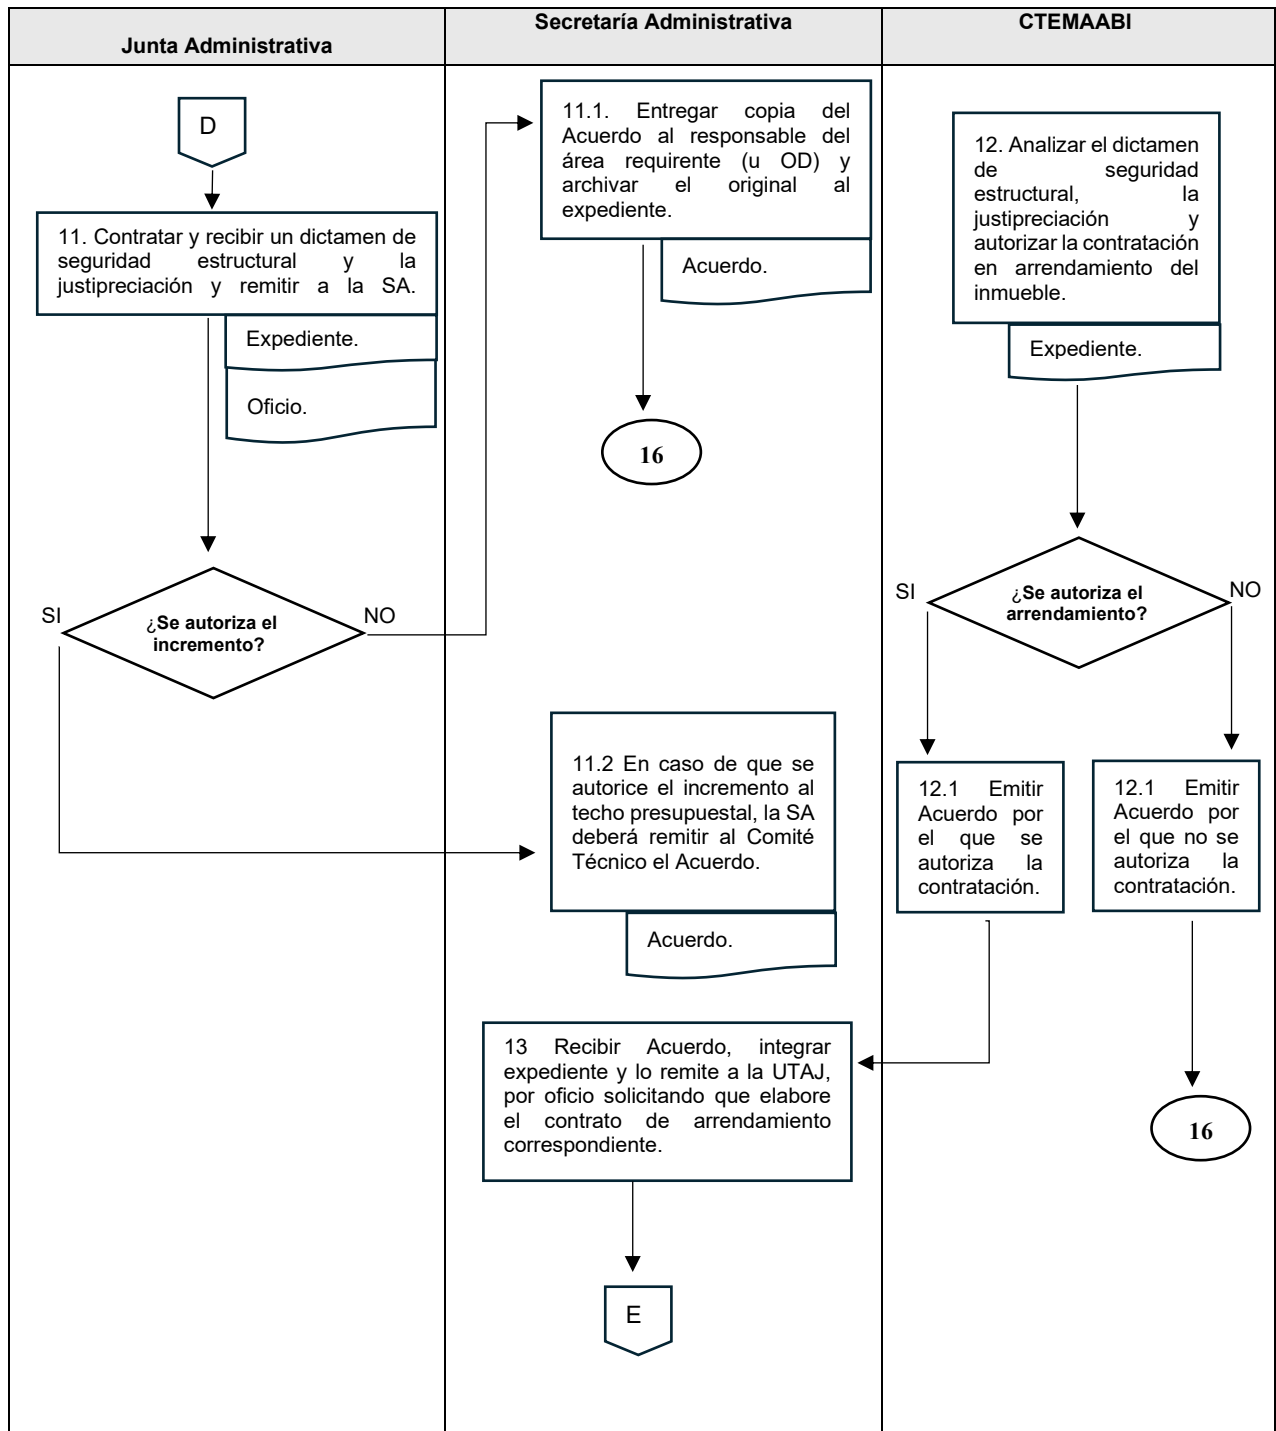 Junta Administrativa
Secretaría Administrativa
CTEMAABI
D
11. Contratar y recibir un dictamen de
seguridad estructural y la
justipreciación y remitir a la SA.
Expediente.
Oficio.
SI
¿Se autoriza el
incremento?
NO
11.1. Entregar copia del
Acuerdo al responsable del
área requirente (u OD) y
archivar el original al
expediente.
Acuerdo.
16
11.2 En caso de que se
autorice el incremento al
techo presupuestal, la SA
deberá remitir al Comité
Técnico el Acuerdo.
Acuerdo.
12. Analizar el dictamen
de seguridad
estructural, la
justipreciación y
autorizar la contratación
en arrendamiento del
inmueble.
Expediente.
SI
¿Se autoriza el
arrendamiento?
NO
12.1 Emitir
Acuerdo por
el que se
autoriza la
contratación.
12.1 Emitir
Acuerdo por
el que no se
autoriza la
contratación.
13 Recibir Acuerdo, integrar
expediente y lo remite a la UTAJ,
por oficio solicitando que elabore
el contrato de arrendamiento
correspondiente.
16
E